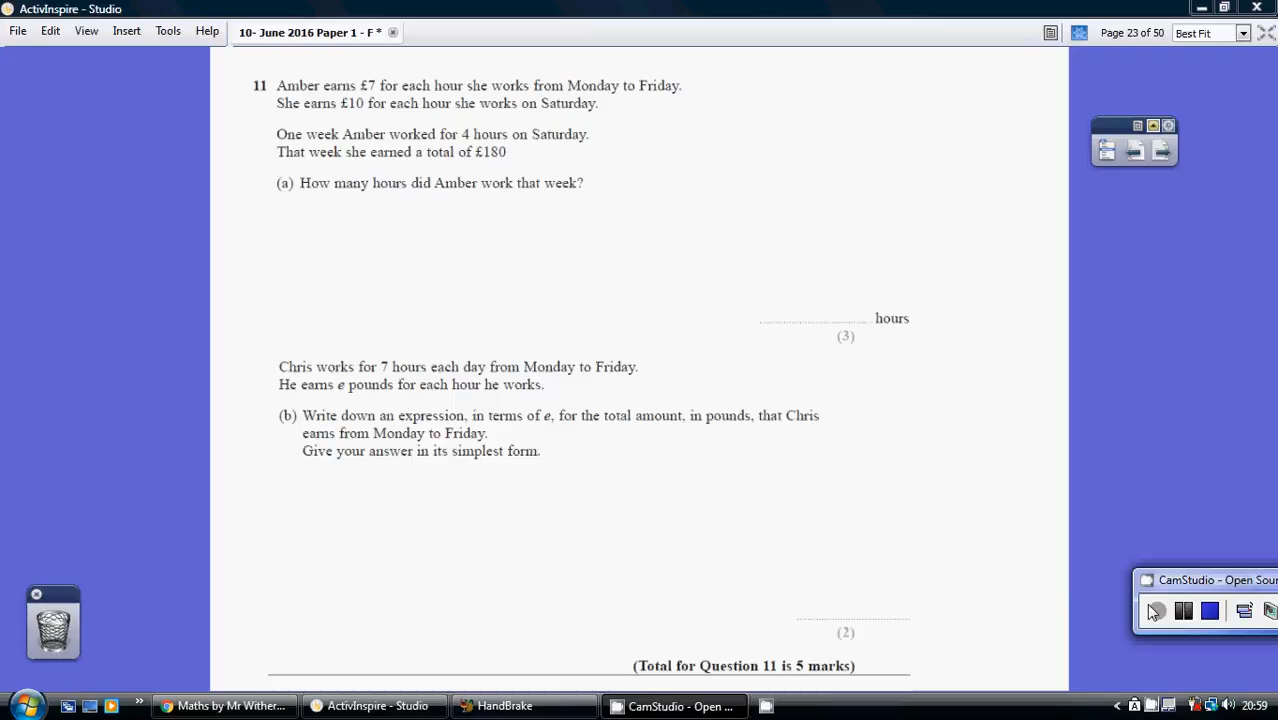 ActivInspire - Studio
File Edit View Insert Tools Help
10- June 2016 Paper 1 - F *
Page 23 of 50
Best Fit
11 Amber earns £7 for each hour she works from Monday to Friday.
She earns £10 for each hour she works on Saturday.
One week Amber worked for 4 hours on Saturday.
That week she earned a total of £180
(a) How many hours did Amber work that week?
hours
(3)
Chris works for 7 hours each day from Monday to Friday.
He earns e pounds for each hour he works.
(b) Write down an expression, in terms of e, for the total amount, in pounds, that Chris
earns from Monday to Friday.
Give your answer in its simplest form.
CamStudio - Open Sour
(2)
(Total for Question 11 is 5 marks)
Maths by Mr Wither...
ActivInspire - Studio
HandBrake
CamStudio - Open ...
20:59